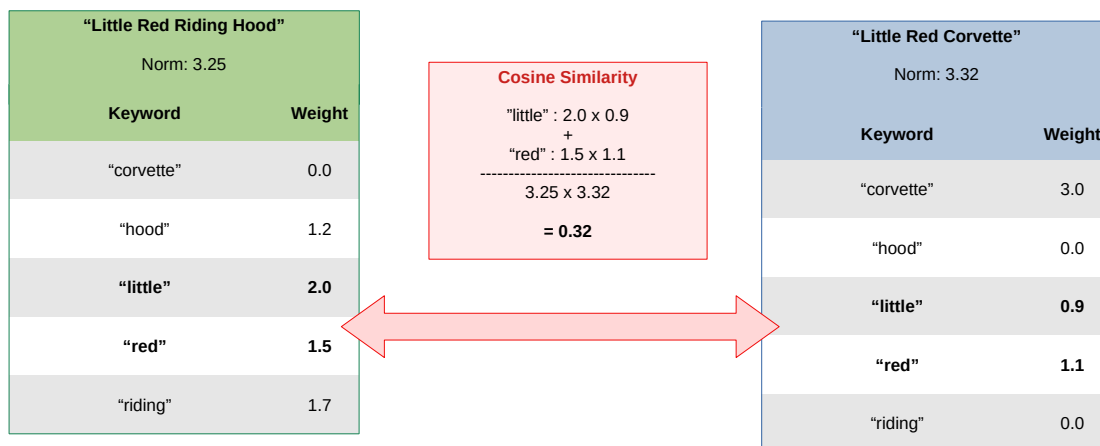 “Little Red Riding Hood”
Norm: 3.25
Keyword Weight
“corvette” 0.0
“hood” 1.2
“little” 2.0
“red” 1.5
“riding” 1.7
Cosine Similarity
”little” : 2.0 x 0.9
+
“red” : 1.5 x 1.1
-------------------------------
3.25 x 3.32
= 0.32
“Little Red Corvette”
Norm: 3.32
Keyword Weight
“corvette” 3.0
“hood” 0.0
“little” 0.9
“red” 1.1
“riding” 0.0